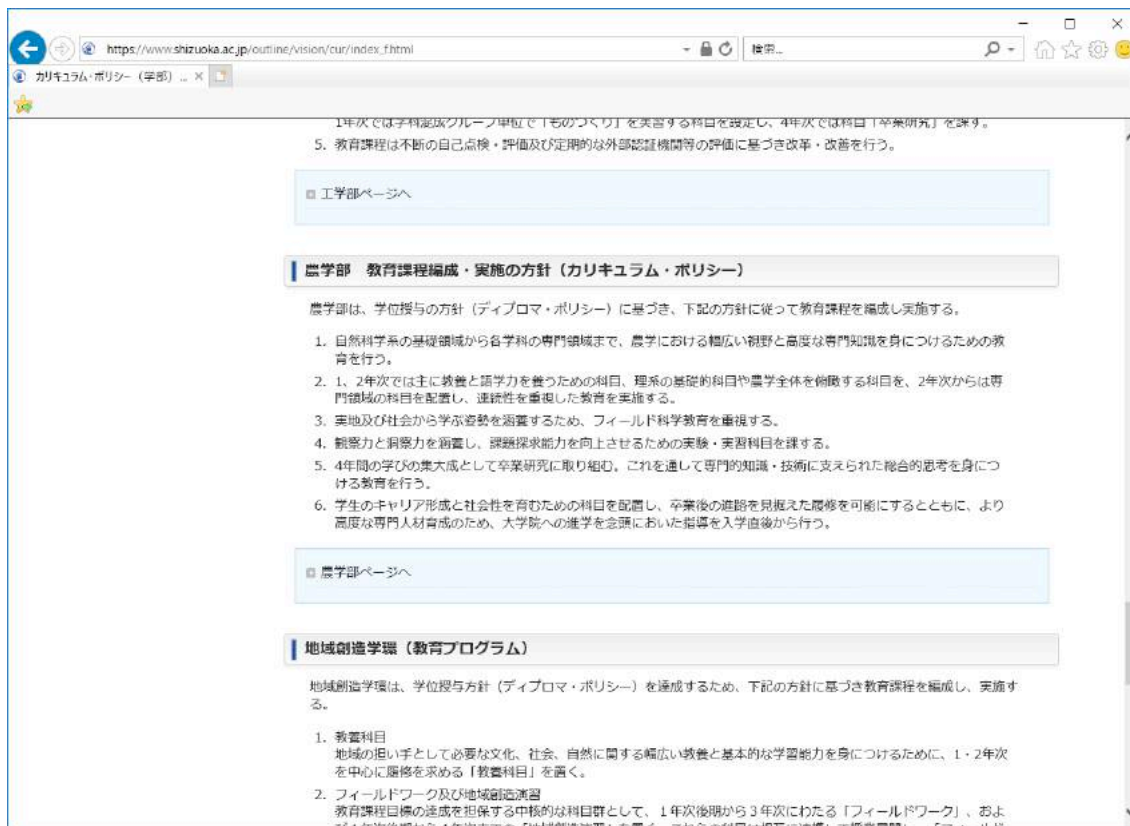 https://www.shizuoka.ac.jp/outline/vision/cur/index_f.html
検索...
カリキュラム・ポリシー（学部） ...
1年次では学科混成グループ単位で「ものづくり」を実習する科目を設定し、4年次では科目「卒業研究」を課す。
5. 教育課程は不断の自己点検・評価及び定期的な外部認証機関等の評価に基づき改革・改善を行う。
工学部ページへ
農学部　教育課程編成・実施の方針（カリキュラム・ポリシー）
農学部は、学位授与の方針（ディプロマ・ポリシー）に基づき、下記の方針に従って教育課程を編成し実施する。
1. 自然科学系の基礎領域から各学科の専門領域まで、農学における幅広い視野と高度な専門知識を身につけるための教
育を行う。
2. 1、2年次では主に教養と語学力を養うための科目、理系の基礎的科目や農学全体を俯瞰する科目を、2年次からは専
門領域の科目を配置し、連続性を重視した教育を実施する。
3. 実地及び社会から学ぶ姿勢を涵養するため、フィールド科学教育を重視する。
4. 観察力と洞察力を涵養し、課題探求能力を向上させるための実験・実習科目を課する。
5. 4年間の学びの集大成として卒業研究に取り組む。これを通して専門的知識・技術に支えられた総合的思考を身につ
ける教育を行う。
6. 学生のキャリア形成と社会性を育むための科目を配置し、卒業後の進路を見据えた履修を可能にするとともに、より
高度な専門人材育成のため、大学院への進学を念頭においた指導を入学直後から行う。
農学部ページへ
地域創造学環（教育プログラム）
地域創造学環は、学位授与方針（ディプロマ・ポリシー）を達成するため、下記の方針に基づき教育課程を編成し、実施す
る。
1. 教養科目
地域の担い手として必要な文化、社会、自然に関する幅広い教養と基本的な学習能力を身につけるために、1・2年次
を中心に履修を求める「教養科目」を置く。
2. フィールドワーク及び地域創造演習
教育課程目標の達成を担保する中核的な科目群として、１年次後期から３年次にわたる「フィールドワーク」、およ